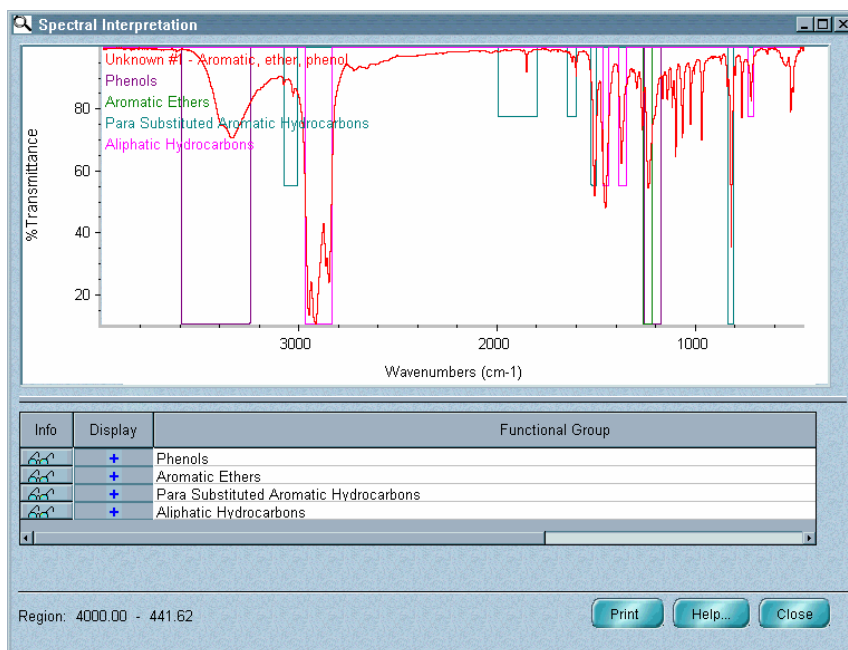 Spectral Interpretation
Unknown #1 - Aromatic, ether, phenol
Phenols
Aromatic Ethers
Para Substituted Aromatic Hydrocarbons
Aliphatic Hydrocarbons
%Transmittance
80
60
40
20
3000
2000
1000
Wavenumbers (cm-1)
Info Display Functional Group
+ Phenols
+ Aromatic Ethers
+ Para Substituted Aromatic Hydrocarbons
+ Aliphatic Hydrocarbons
Region: 4000.00 - 441.62
Print Help... Close